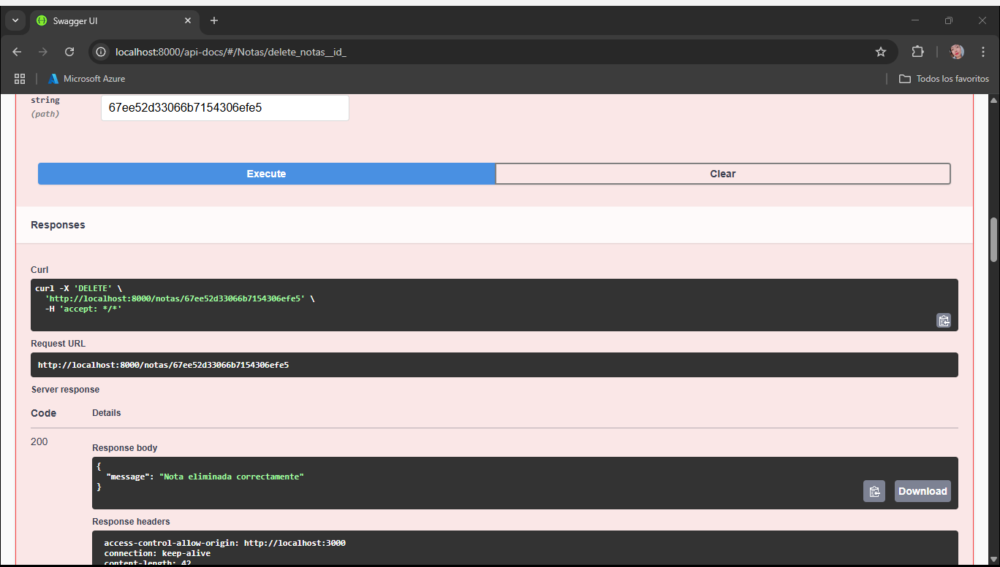 Swagger UI
localhost:8000/api-docs/#/Notas/delete_notas__id_
Microsoft Azure
Todos los favoritos
string
(path)
67ee52d33066b7154306efe5
Execute
Clear
Responses
Curl
curl -X 'DELETE' \
'http://localhost:8000/notas/67ee52d33066b7154306efe5' \
-H 'accept: */*'
Request URL
http://localhost:8000/notas/67ee52d33066b7154306efe5
Server response
Code Details
200
Response body
{
"message": "Nota eliminada correctamente"
}
Download
Response headers
access-control-allow-origin: http://localhost:3000
connection: keep-alive
content-length: 42